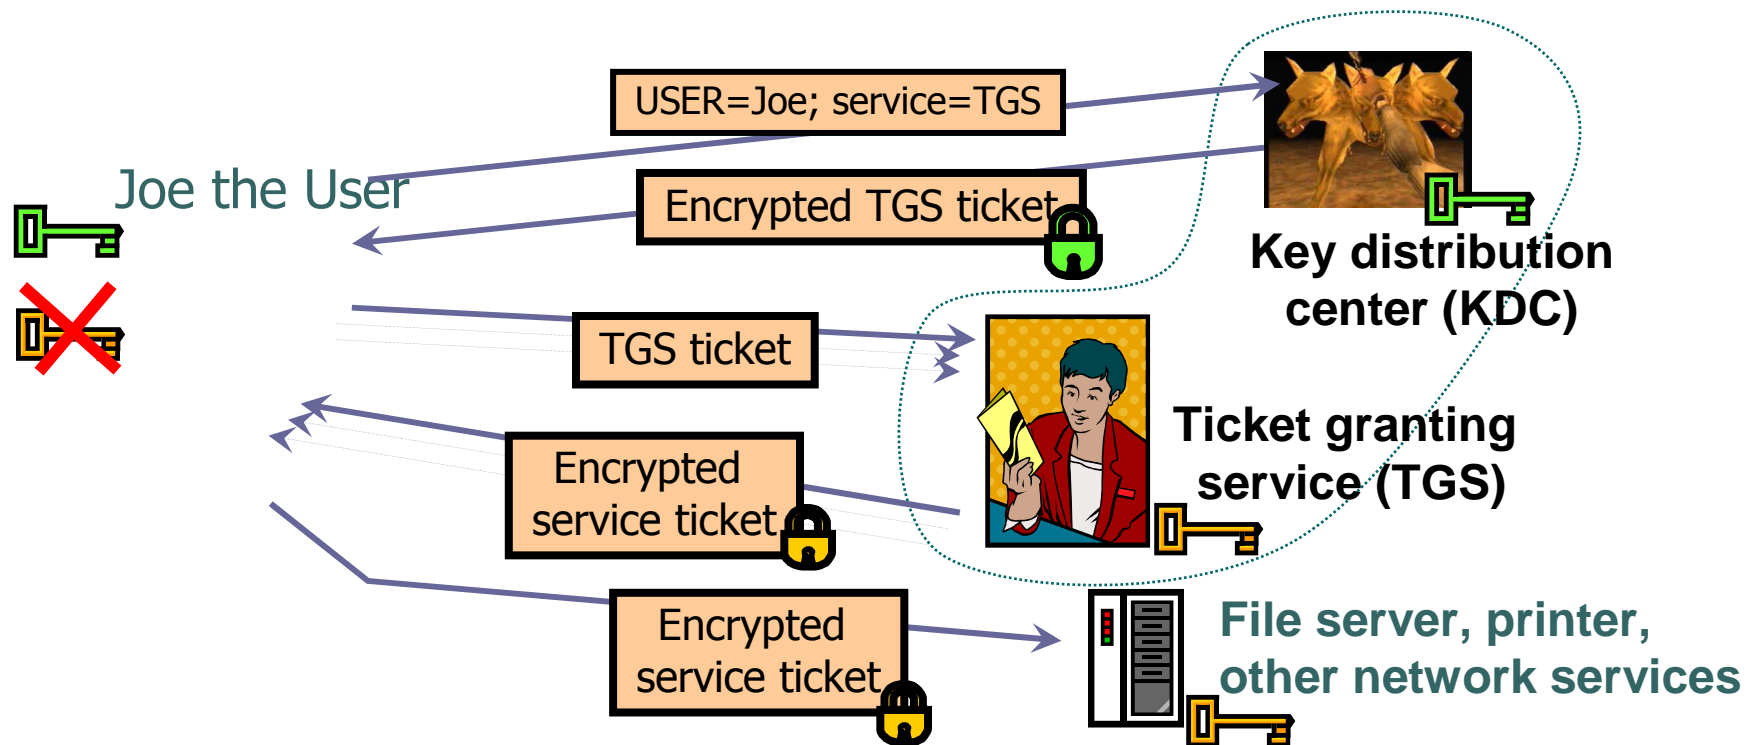 USER=Joe; service=TGS
Joe the User
Encrypted TGS ticket
Key distribution
center (KDC)
TGS ticket
Ticket granting
service (TGS)
Encrypted
service ticket
File server, printer,
other network services
Encrypted
service ticket